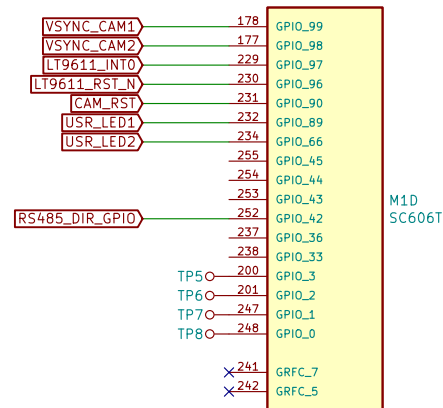 VSYNC_CAM1 178 GPIO_99
VSYNC_CAM2 177 GPIO_98
LT9611_INTO 229 GPIO_97
LT9611_RST_N 230 GPIO_96
CAM_RST 231 GPIO_90
USR_LED1 232 GPIO_89
USR_LED2 234 GPIO_66
255 GPIO_45
254 GPIO_44
253 GPIO_43
M1D
RS485_DIR_GPIO 252 GPIO_42
SC606T
237 GPIO_36
238 GPIO_33
TP5 200 GPIO_3
TP6 201 GPIO_2
TP7 247 GPIO_1
TP8 248 GPIO_0
241 GRFC_7
242 GRFC_5